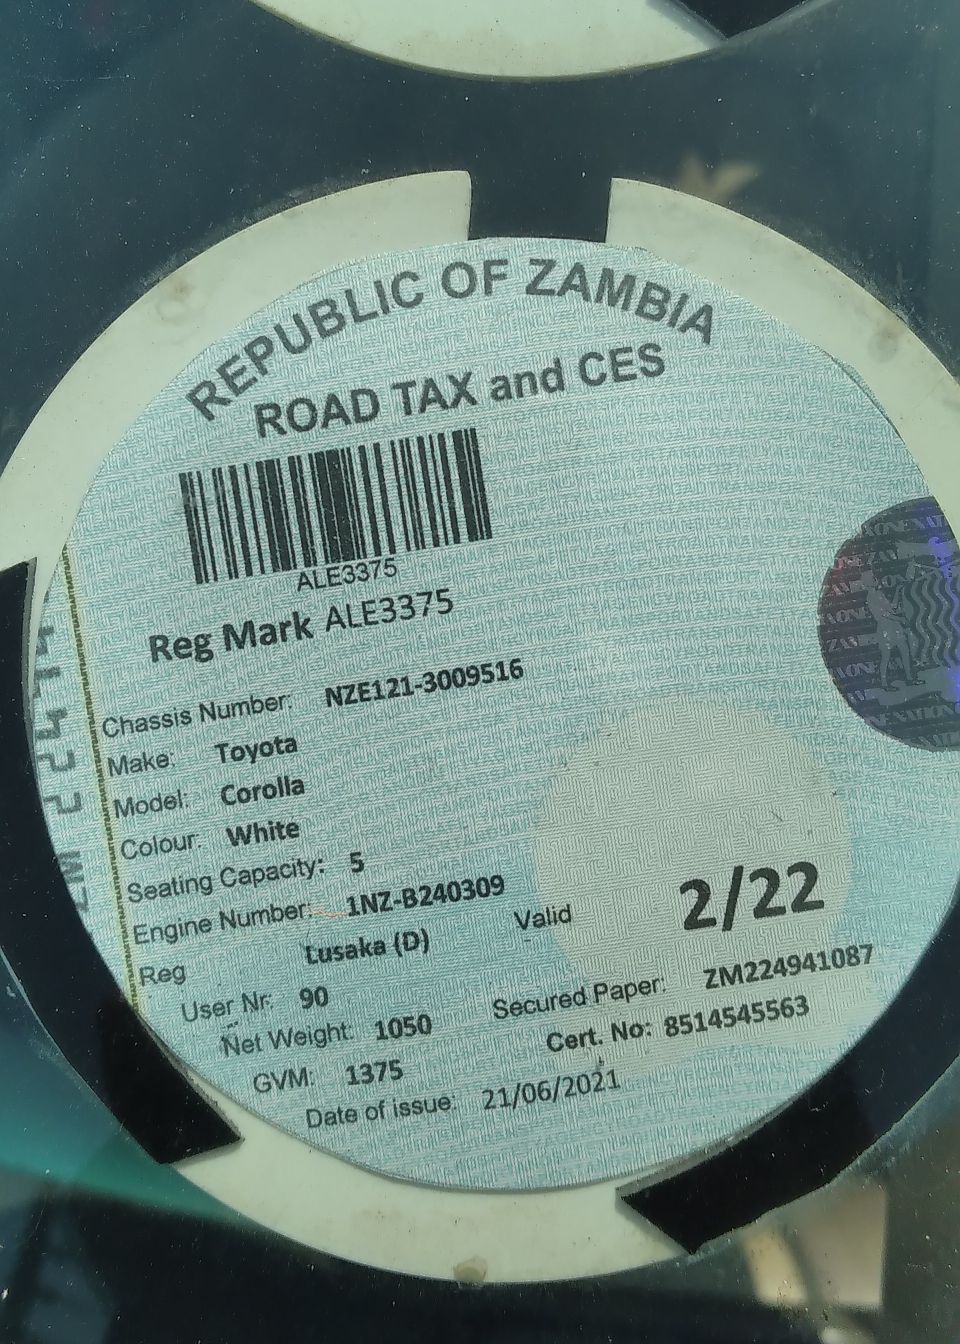 REPUBLIC OF ZAMBIA
ROAD TAX and CES
ALE3375
Reg Mark ALE3375
Chassis Number: NZE121-3009516
Make: Toyota
Model: Corolla
Colour: White
Seating Capacity: 5
Engine Number: 1NZ-B240309
Reg Lusaka (D)
Valid 2/22
User Nr: 90
Secured Paper: ZM224941087
Net Weight: 1050
Cert. No: 8514545563
GVM: 1375
Date of issue: 21/06/2021